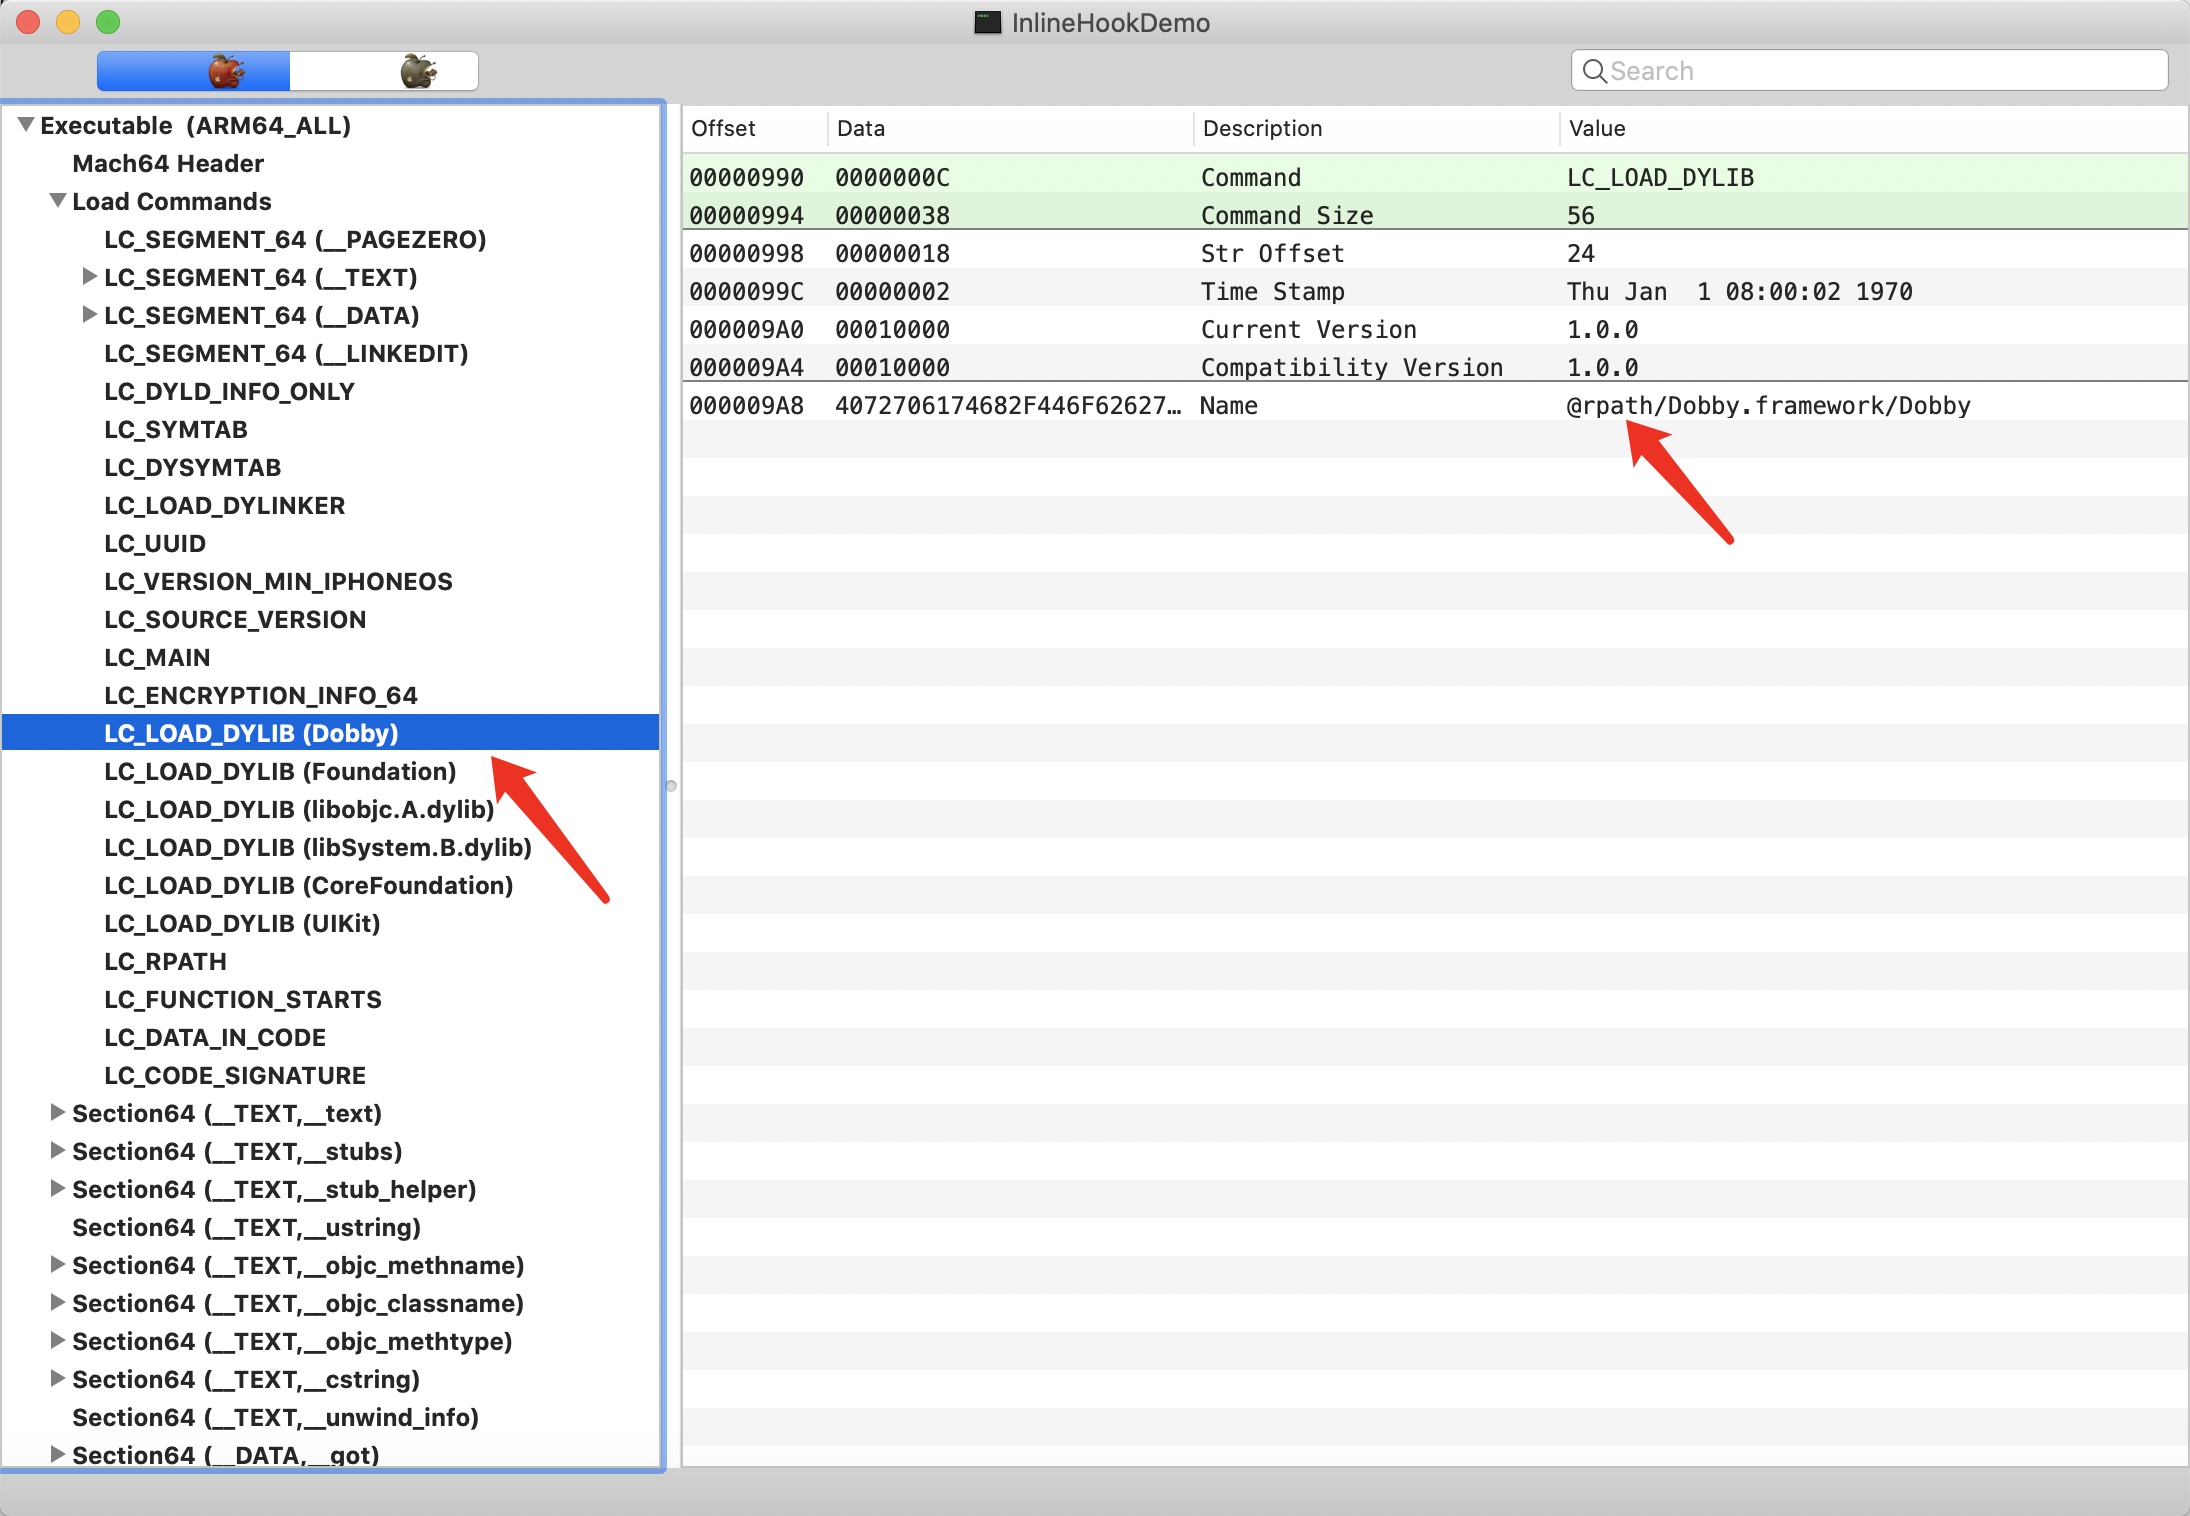 InlineHookDemo
Search
Executable (ARM64_ALL)
Mach64 Header
Load Commands
LC_SEGMENT_64 (__PAGEZERO)
LC_SEGMENT_64 (__TEXT)
LC_SEGMENT_64 (__DATA)
LC_SEGMENT_64 (__LINKEDIT)
LC_DYLD_INFO_ONLY
LC_SYMTAB
LC_DYSYMTAB
LC_LOAD_DYLINKER
LC_UUID
LC_VERSION_MIN_IPHONEOS
LC_SOURCE_VERSION
LC_MAIN
LC_ENCRYPTION_INFO_64
LC_LOAD_DYLIB (Dobby)
LC_LOAD_DYLIB (Foundation)
LC_LOAD_DYLIB (libobjc.A.dylib)
LC_LOAD_DYLIB (libSystem.B.dylib)
LC_LOAD_DYLIB (CoreFoundation)
LC_LOAD_DYLIB (UIKit)
LC_RPATH
LC_FUNCTION_STARTS
LC_DATA_IN_CODE
LC_CODE_SIGNATURE
Section64 (__TEXT,__text)
Section64 (__TEXT,__stubs)
Section64 (__TEXT,__stub_helper)
Section64 (__TEXT,__ustring)
Section64 (__TEXT,__objc_methname)
Section64 (__TEXT,__objc_classname)
Section64 (__TEXT,__objc_methtype)
Section64 (__TEXT,__cstring)
Section64 (__TEXT,__unwind_info)
Section64 (__DATA,__got)
Offset Data Description Value
00000990 0000000C Command LC_LOAD_DYLIB
00000994 00000038 Command Size 56
00000998 00000018 Str Offset 24
0000099C 00000002 Time Stamp Thu Jan  1 08:00:02 1970
000009A0 00010000 Current Version 1.0.0
000009A4 00010000 Compatibility Version 1.0.0
000009A8 4072706174682F446F62627… Name @rpath/Dobby.framework/Dobby